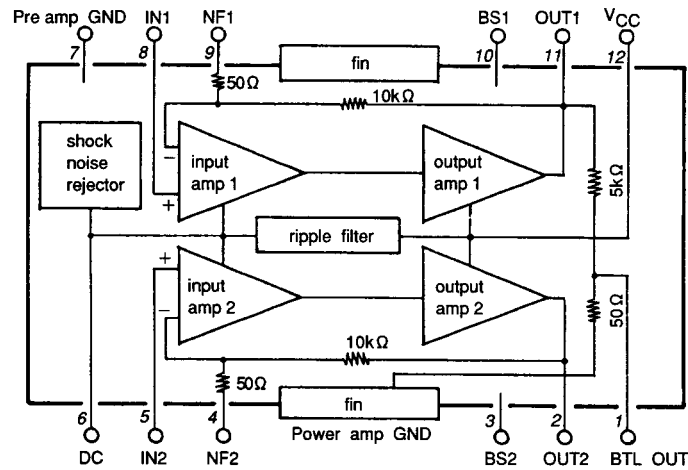 Pre amp GND IN1 NF1 BS1 OUT1 VCC
7 8 9 10 11 12
fin
50Ω
10kΩ
shock
noise
rejector
−
input
amp 1
+
output
amp 1
5kΩ
ripple filter
+
input
amp 2
−
output
amp 2
50Ω
10kΩ
50Ω
fin
6 5 4 3 2 1
Power amp GND
DC IN2 NF2 BS2 OUT2 BTL OUT